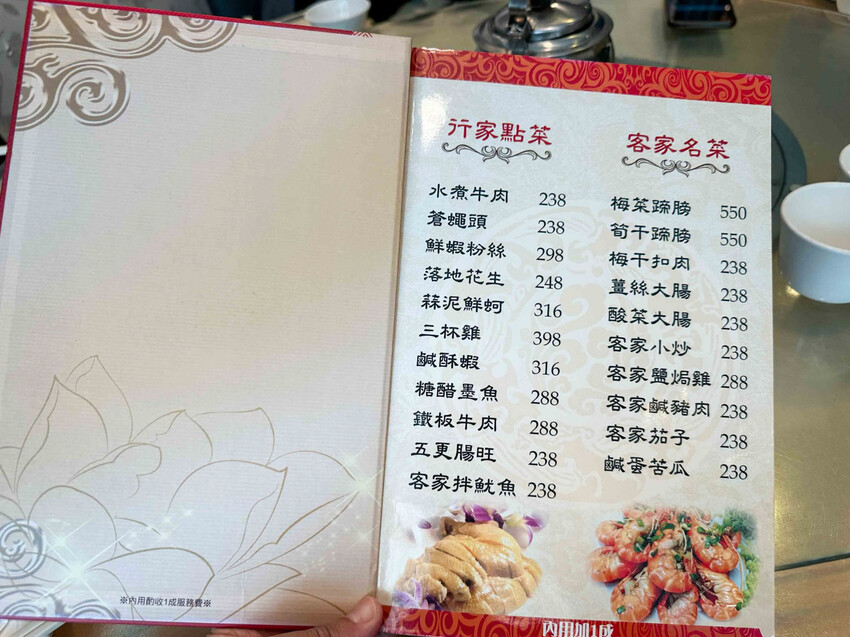 行家點菜
水煮牛肉 238
蒼蠅頭 238
鮮蝦粉絲 298
落地花生 248
蒜泥鮮蚵 316
三杯雞 398
鹹酥蝦 316
糖醋墨魚 288
鐵板牛肉 288
五更腸旺 238
客家拌魷魚 238
客家名菜
梅菜蹄膀 550
筍干蹄膀 550
梅干扣肉 238
薑絲大腸 238
酸菜大腸 238
客家小炒 238
客家鹽焗雞 288
客家鹹豬肉 238
客家茄子 238
鹹蛋苦瓜 238
※內用酌收1成服務費※
內用加1成